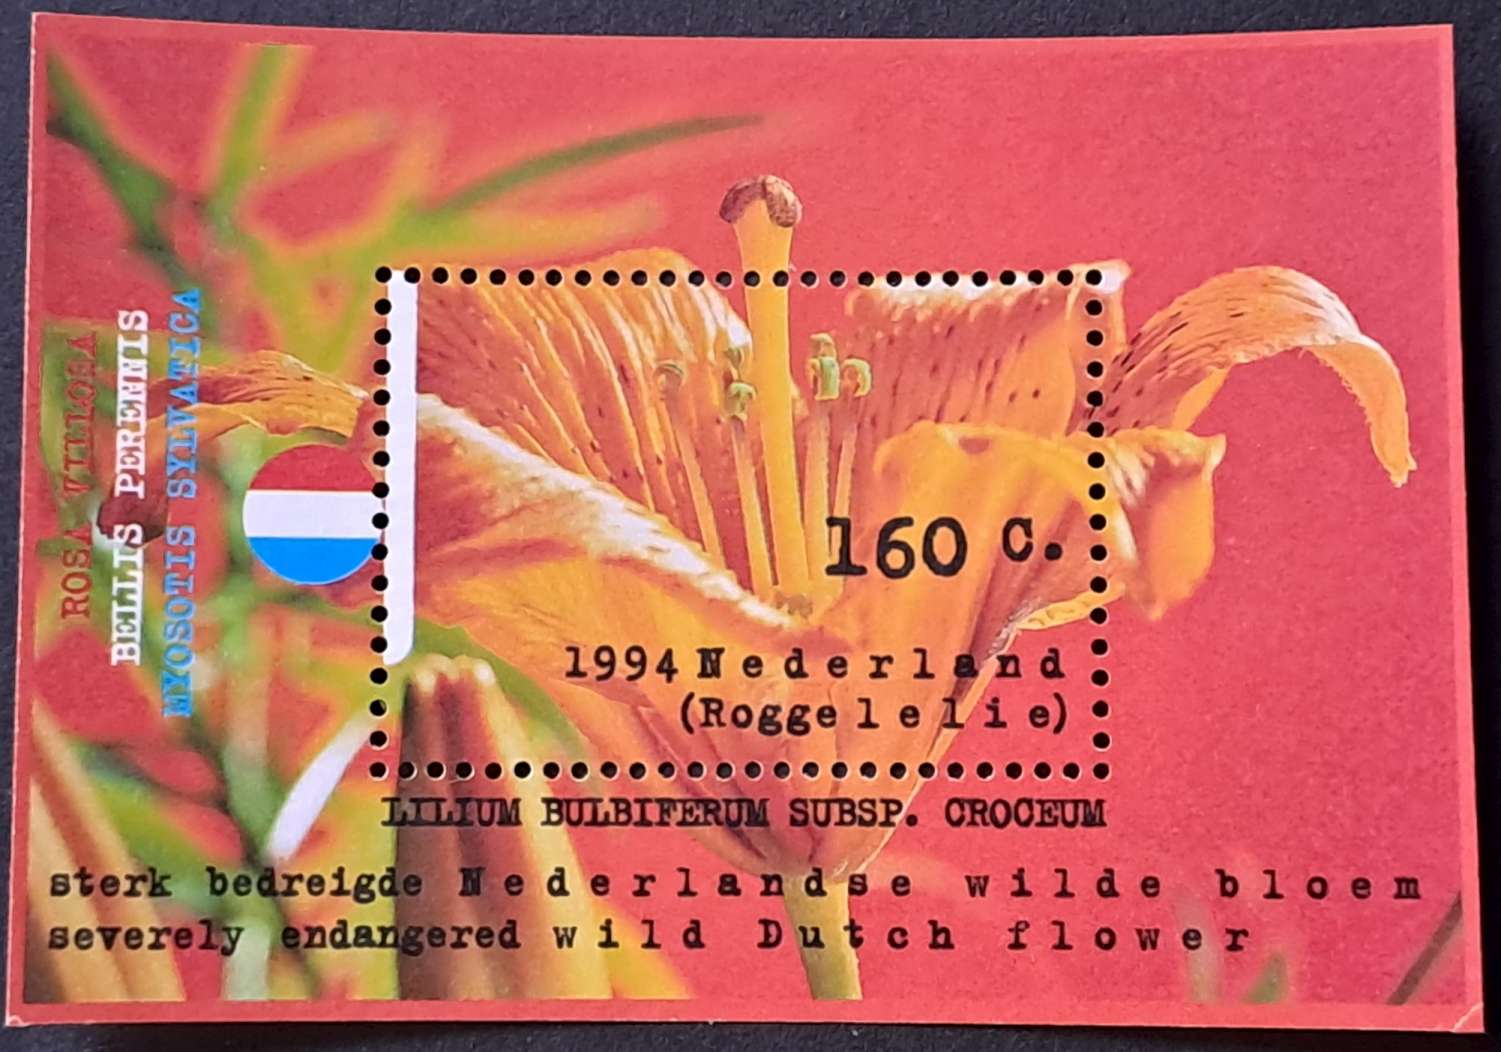 ROSA VILLOSA
BELLIS PERENNIS
MYOSOTIS SYLVATICA
160 c.
1994 Nederland
(Roggelelie)
LILIUM BULBIFERUM SUBSP. CROCEUM
sterk bedreigde Nederlandse wilde bloem
severely endangered wild Dutch flower